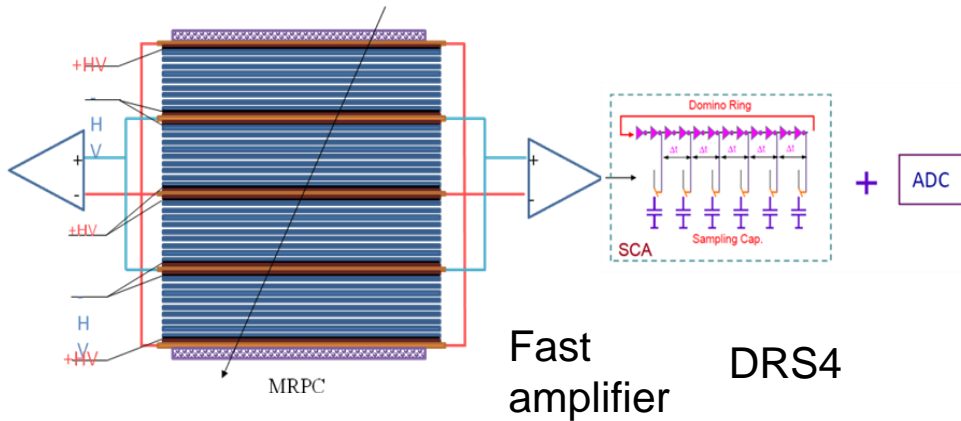 +HV
-
H
V
+
-
+HV
-
H
V
+HV
MRPC
+
-
Fast
amplifier
Domino Ring
Δt Δt Δt Δt Δt
Sampling Cap.
SCA
DRS4
+
ADC